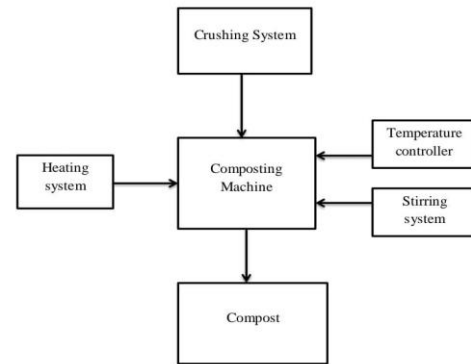 Crushing System
Temperature
controller
Heating
system
Composting
Machine
Stirring
system
Compost